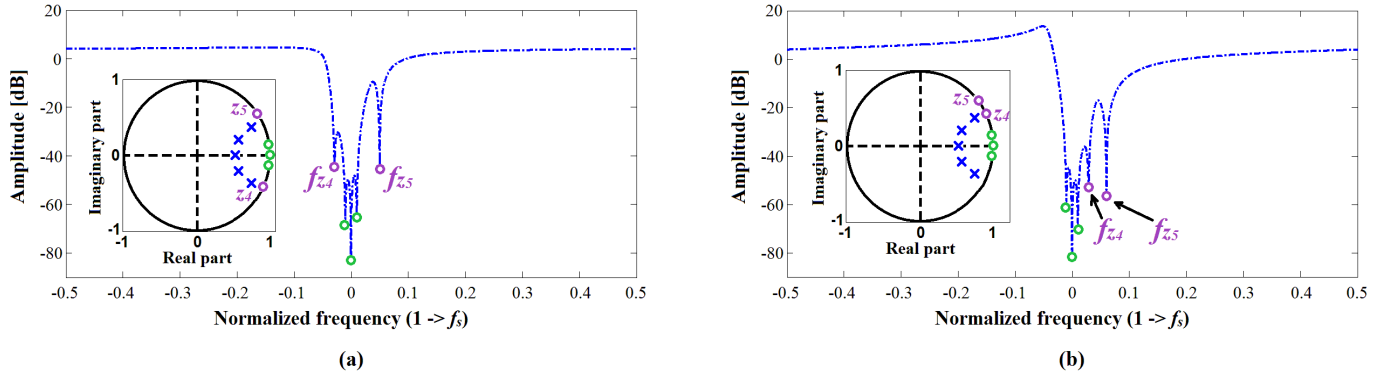 20
0
-20
-40
-60
-80
Amplitude [dB]
-0.5 -0.4 -0.3 -0.2 -0.1 0 0.1 0.2 0.3 0.4 0.5
Normalized frequency (1 -> fs)
1
0
-1
Imaginary part
-1 0 1
Real part
z5
z4
fz4
fz5
(a)
20
0
-20
-40
-60
-80
Amplitude [dB]
-0.5 -0.4 -0.3 -0.2 -0.1 0 0.1 0.2 0.3 0.4 0.5
Normalized frequency (1 -> fs)
1
0
-1
Imaginary part
-1 0 1
Real part
z5
z4
fz4
fz5
(b)